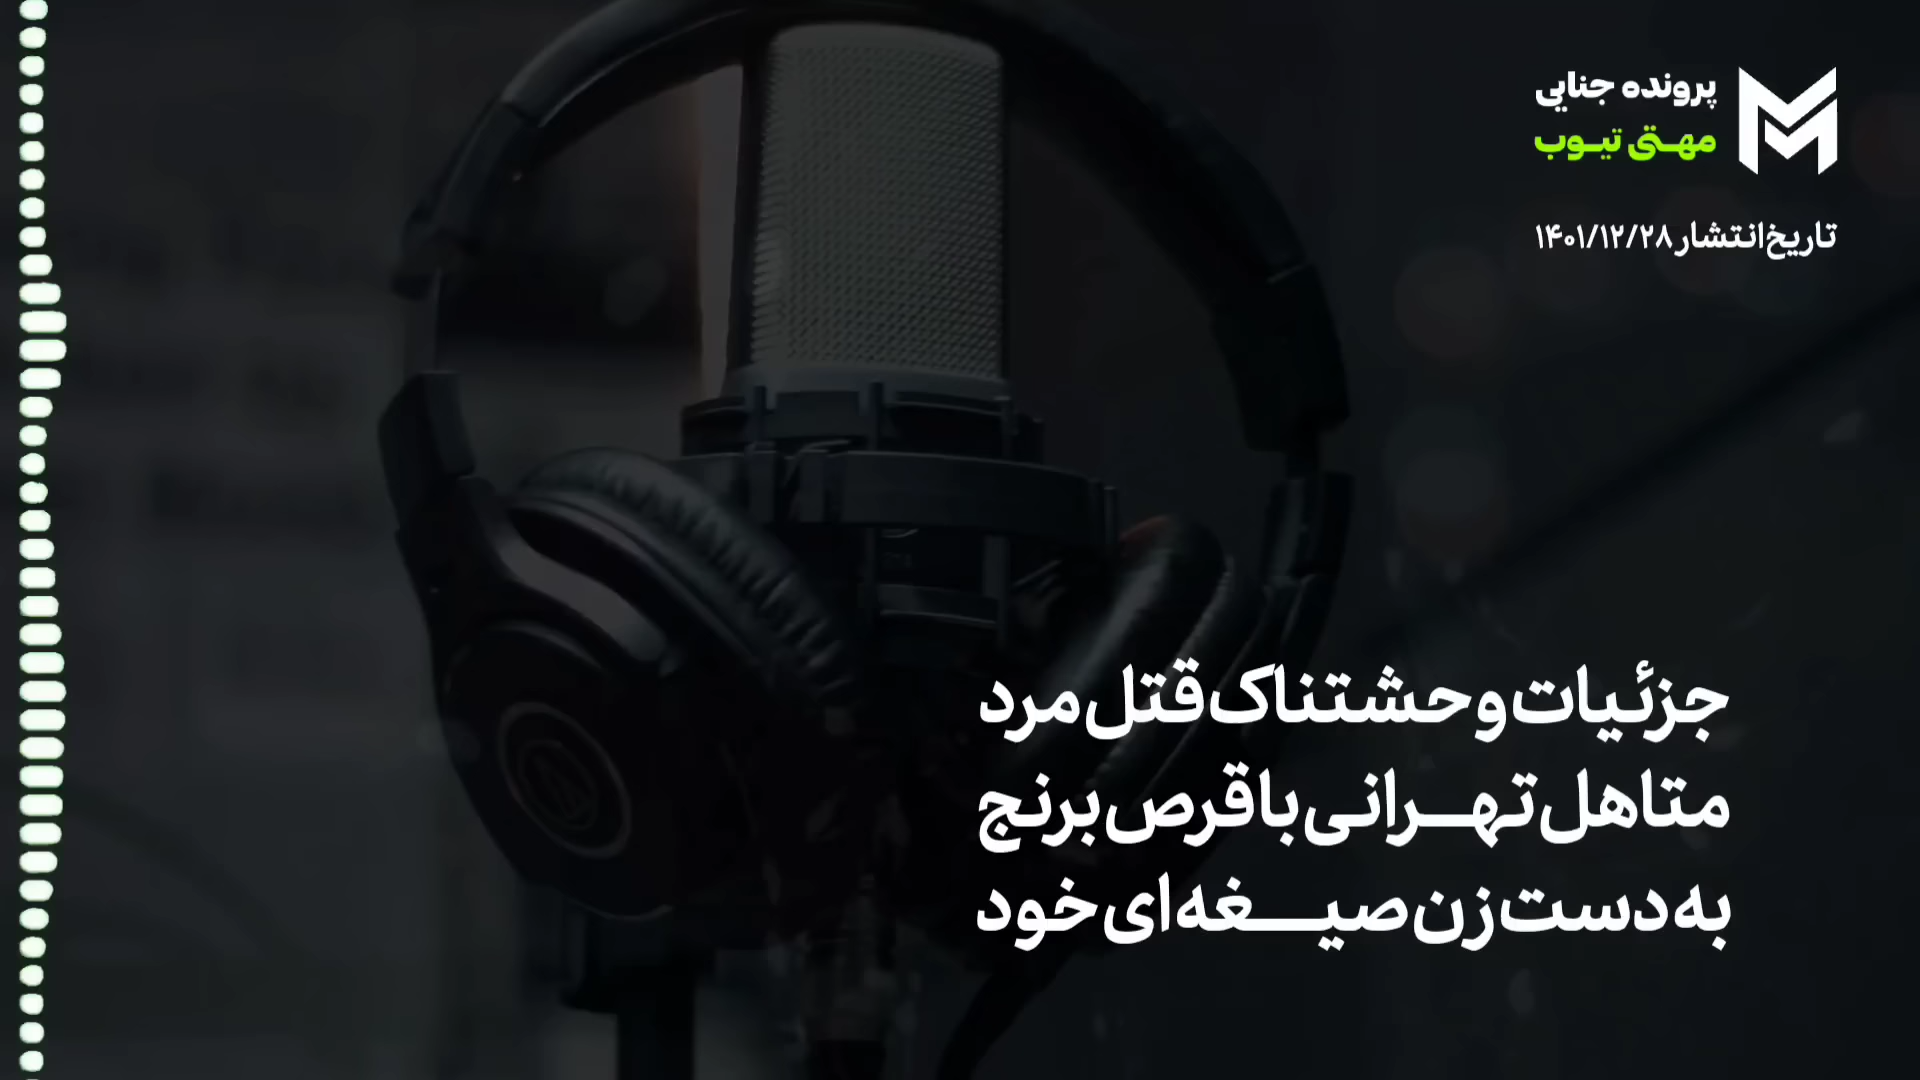 پرونده جنایی
مهتی تیوب
تاریخ انتشار ۱۴۰۱/۱۲/۲۸
جزئیات وحشتناک قتل مرد
متاهل تهرانی با قرص برنج
به دست زن صیغه ای خود